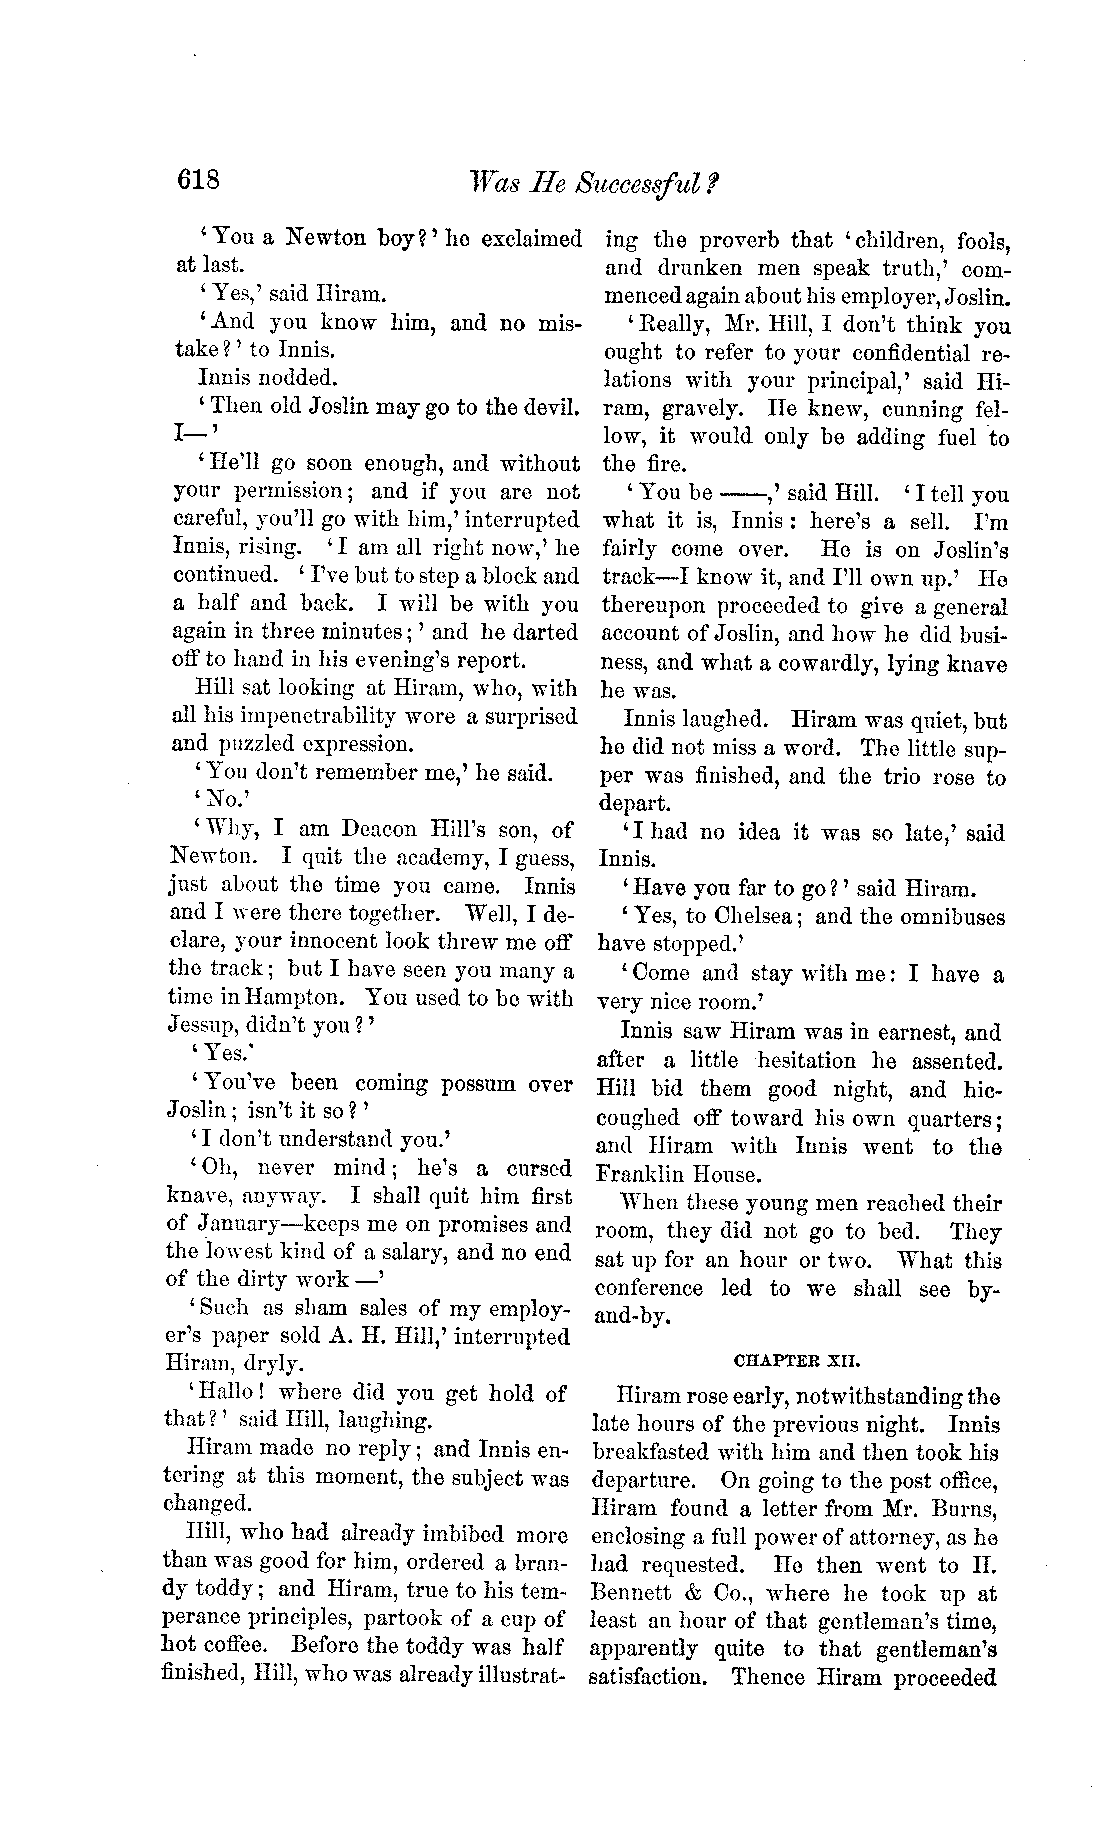 618
Was He Successful?
‘You a Newton boy?’ he exclaimed
at last.
‘Yes,’ said Hiram.
‘And you know him, and no mis-
take?’ to Innis.
Innis nodded.
‘Then old Joslin may go to the devil.
I—’
‘He'll go soon enough, and without
your permission; and if you are not
careful, you'll go with him,’ interrupted
Innis, rising. ‘I am all right now,’ he
continued. ‘I've but to step a block and
a half and back. I will be with you
again in three minutes;’ and he darted
off to hand in his evening's report.
Hill sat looking at Hiram, who, with
all his impenetrability wore a surprised
and puzzled expression.
‘You don't remember me,’ he said.
‘No.’
‘Why, I am Deacon Hill's son, of
Newton. I quit the academy, I guess,
just about the time you came. Innis
and I were there together. Well, I de-
clare, your innocent look threw me off
the track; but I have seen you many a
time in Hampton. You used to be with
Jessup, didn't you?’
‘Yes.’
‘You've been coming possum over
Joslin; isn't it so?’
‘I don't understand you.’
‘Oh, never mind; he's a cursed
knave, anyway. I shall quit him first
of January—keeps me on promises and
the lowest kind of a salary, and no end
of the dirty work—’
‘Such as sham sales of my employ-
er's paper sold A. H. Hill,’ interrupted
Hiram, dryly.
‘Hallo! where did you get hold of
that?’ said Hill, laughing.
Hiram made no reply; and Innis en-
tering at this moment, the subject was
changed.
Hill, who had already imbibed more
than was good for him, ordered a bran-
dy toddy; and Hiram, true to his tem-
perance principles, partook of a cup of
hot coffee. Before the toddy was half
finished, Hill, who was already illustrat-
ing the proverb that ‘children, fools,
and drunken men speak truth,’ com-
menced again about his employer, Joslin.
‘Really, Mr. Hill, I don't think you
ought to refer to your confidential re-
lations with your principal,’ said Hi-
ram, gravely. He knew, cunning fel-
low, it would only be adding fuel to
the fire.
‘You be ——,’ said Hill. ‘I tell you
what it is, Innis: here's a sell. I'm
fairly come over. He is on Joslin's
track—I know it, and I'll own up.’ He
thereupon proceeded to give a general
account of Joslin, and how he did busi-
ness, and what a cowardly, lying knave
he was.
Innis laughed. Hiram was quiet, but
he did not miss a word. The little sup-
per was finished, and the trio rose to
depart.
‘I had no idea it was so late,’ said
Innis.
‘Have you far to go?’ said Hiram.
‘Yes, to Chelsea; and the omnibuses
have stopped.’
‘Come and stay with me: I have a
very nice room.’
Innis saw Hiram was in earnest, and
after a little hesitation he assented.
Hill bid them good night, and hic-
coughed off toward his own quarters;
and Hiram with Innis went to the
Franklin House.
When these young men reached their
room, they did not go to bed. They
sat up for an hour or two. What this
conference led to we shall see by-
and-by.
CHAPTER XII.
Hiram rose early, notwithstanding the
late hours of the previous night. Innis
breakfasted with him and then took his
departure. On going to the post office,
Hiram found a letter from Mr. Burns,
enclosing a full power of attorney, as he
had requested. He then went to H.
Bennett & Co., where he took up at
least an hour of that gentleman's time,
apparently quite to that gentleman's
satisfaction. Thence Hiram proceeded